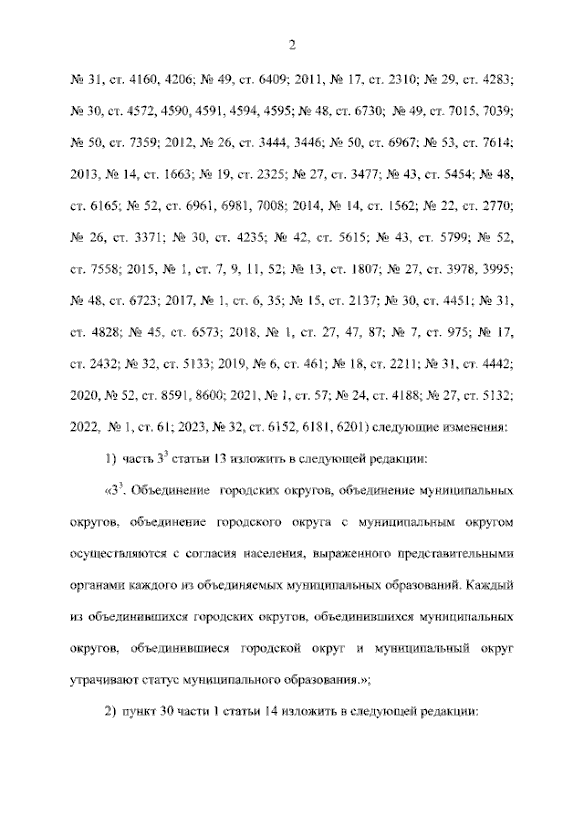 2
№ 31, ст. 4160, 4206; № 49, ст. 6409; 2011, № 17, ст. 2310; № 29, ст. 4283;
№ 30, ст. 4572, 4590, 4591, 4594, 4595; № 48, ст. 6730; № 49, ст. 7015, 7039;
№ 50, ст. 7359; 2012, № 26, ст. 3444, 3446; № 50, ст. 6967; № 53, ст. 7614;
2013, № 14, ст. 1663; № 19, ст. 2325; № 27, ст. 3477; № 43, ст. 5454; № 48,
ст. 6165; № 52, ст. 6961, 6981, 7008; 2014, № 14, ст. 1562; № 22, ст. 2770;
№ 26, ст. 3371; № 30, ст. 4235; № 42, ст. 5615; № 43, ст. 5799; № 52,
ст. 7558; 2015, № 1, ст. 7, 9, 11, 52; № 13, ст. 1807; № 27, ст. 3978, 3995;
№ 48, ст. 6723; 2017, № 1, ст. 6, 35; № 15, ст. 2137; № 30, ст. 4451; № 31,
ст. 4828; № 45, ст. 6573; 2018, № 1, ст. 27, 47, 87; № 7, ст. 975; № 17,
ст. 2432; № 32, ст. 5133; 2019, № 6, ст. 461; № 18, ст. 2211; № 31, ст. 4442;
2020, № 52, ст. 8591, 8600; 2021, № 1, ст. 57; № 24, ст. 4188; № 27, ст. 5132;
2022, № 1, ст. 61; 2023, № 32, ст. 6152, 6181, 6201) следующие изменения:
1) часть 3³ статьи 13 изложить в следующей редакции:
«3³. Объединение городских округов, объединение муниципальных
округов, объединение городского округа с муниципальным округом
осуществляются с согласия населения, выраженного представительными
органами каждого из объединяемых муниципальных образований. Каждый
из объединившихся городских округов, объединившихся муниципальных
округов, объединившиеся городской округ и муниципальный округ
утрачивают статус муниципального образования.»;
2) пункт 30 части 1 статьи 14 изложить в следующей редакции: